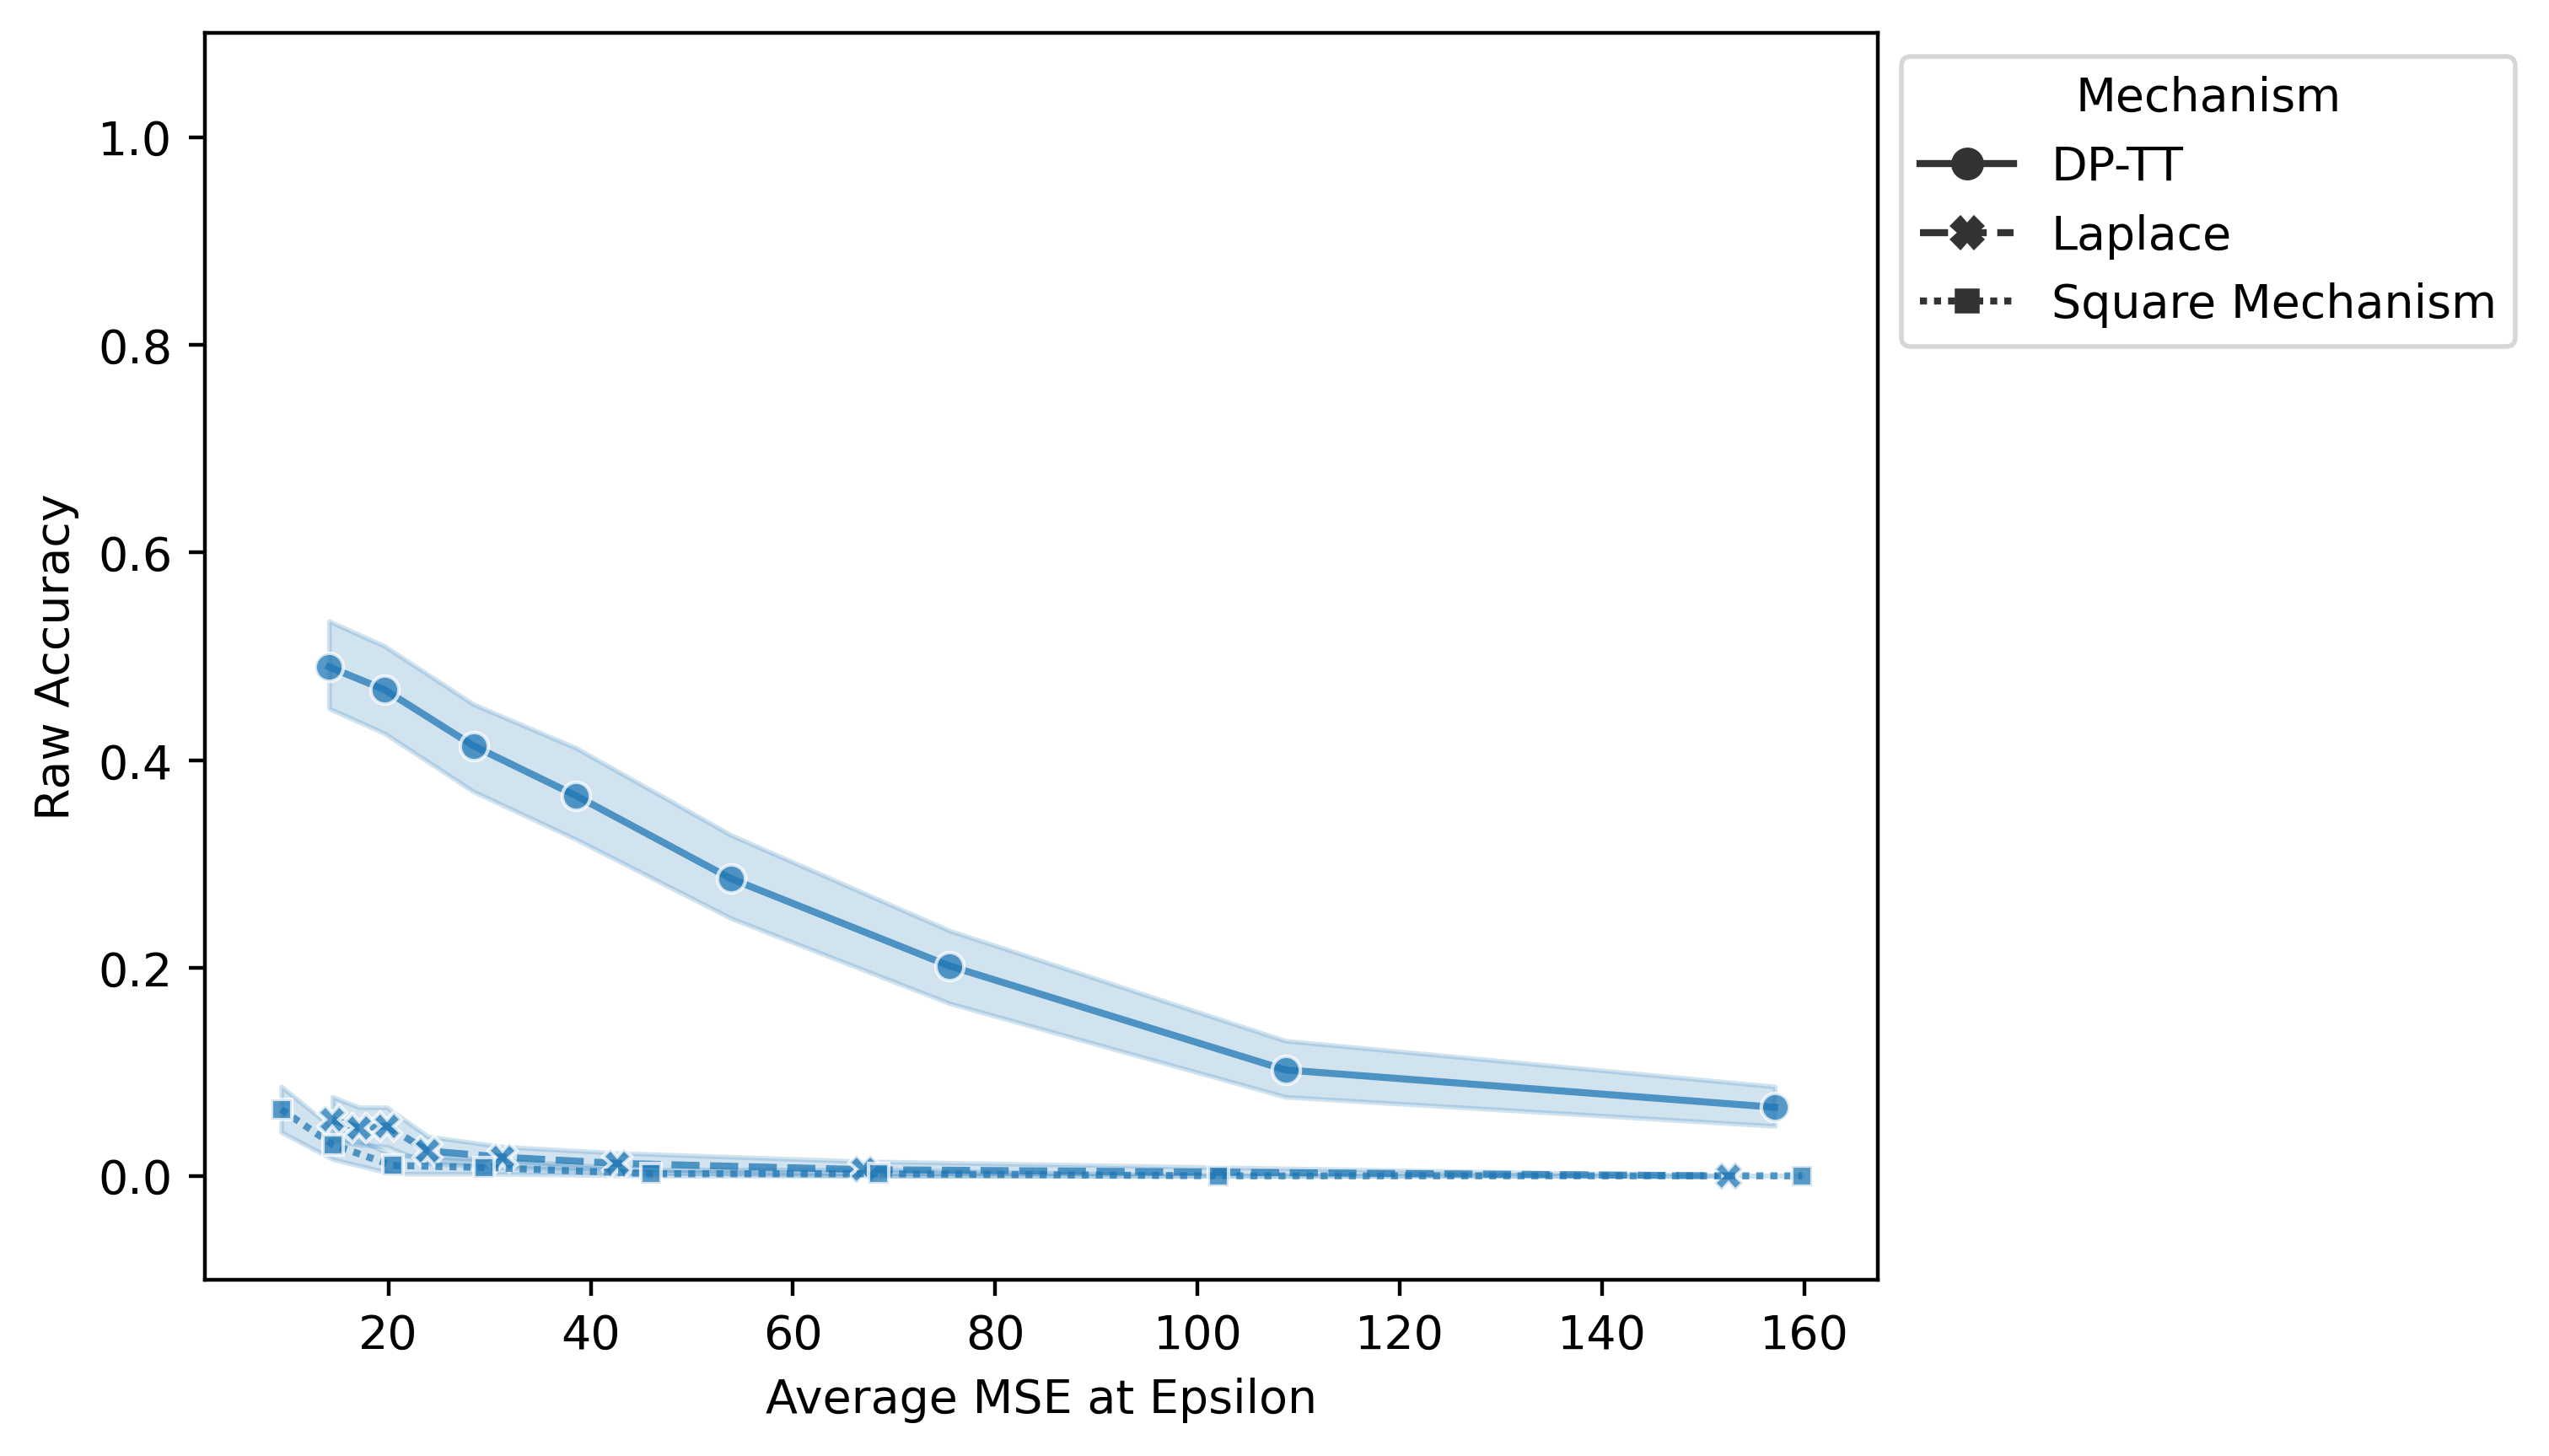 Mechanism
DP-TT
Laplace
Square Mechanism
Raw Accuracy
1.0
0.8
0.6
0.4
0.2
0.0
20 40 60 80 100 120 140 160
Average MSE at Epsilon